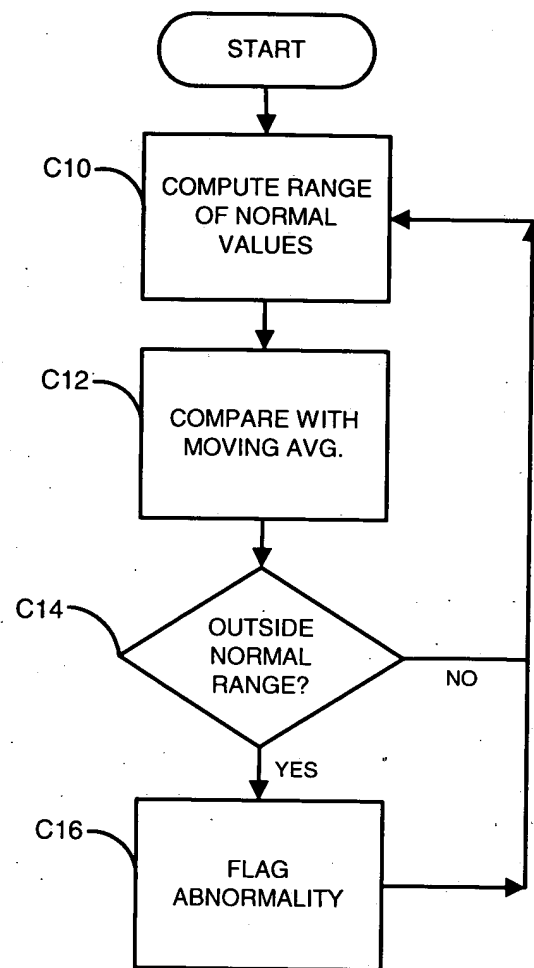 START
C10
COMPUTE RANGE
OF NORMAL
VALUES
C12
COMPARE WITH
MOVING AVG.
C14
OUTSIDE
NORMAL
RANGE?
NO
YES
C16
FLAG
ABNORMALITY